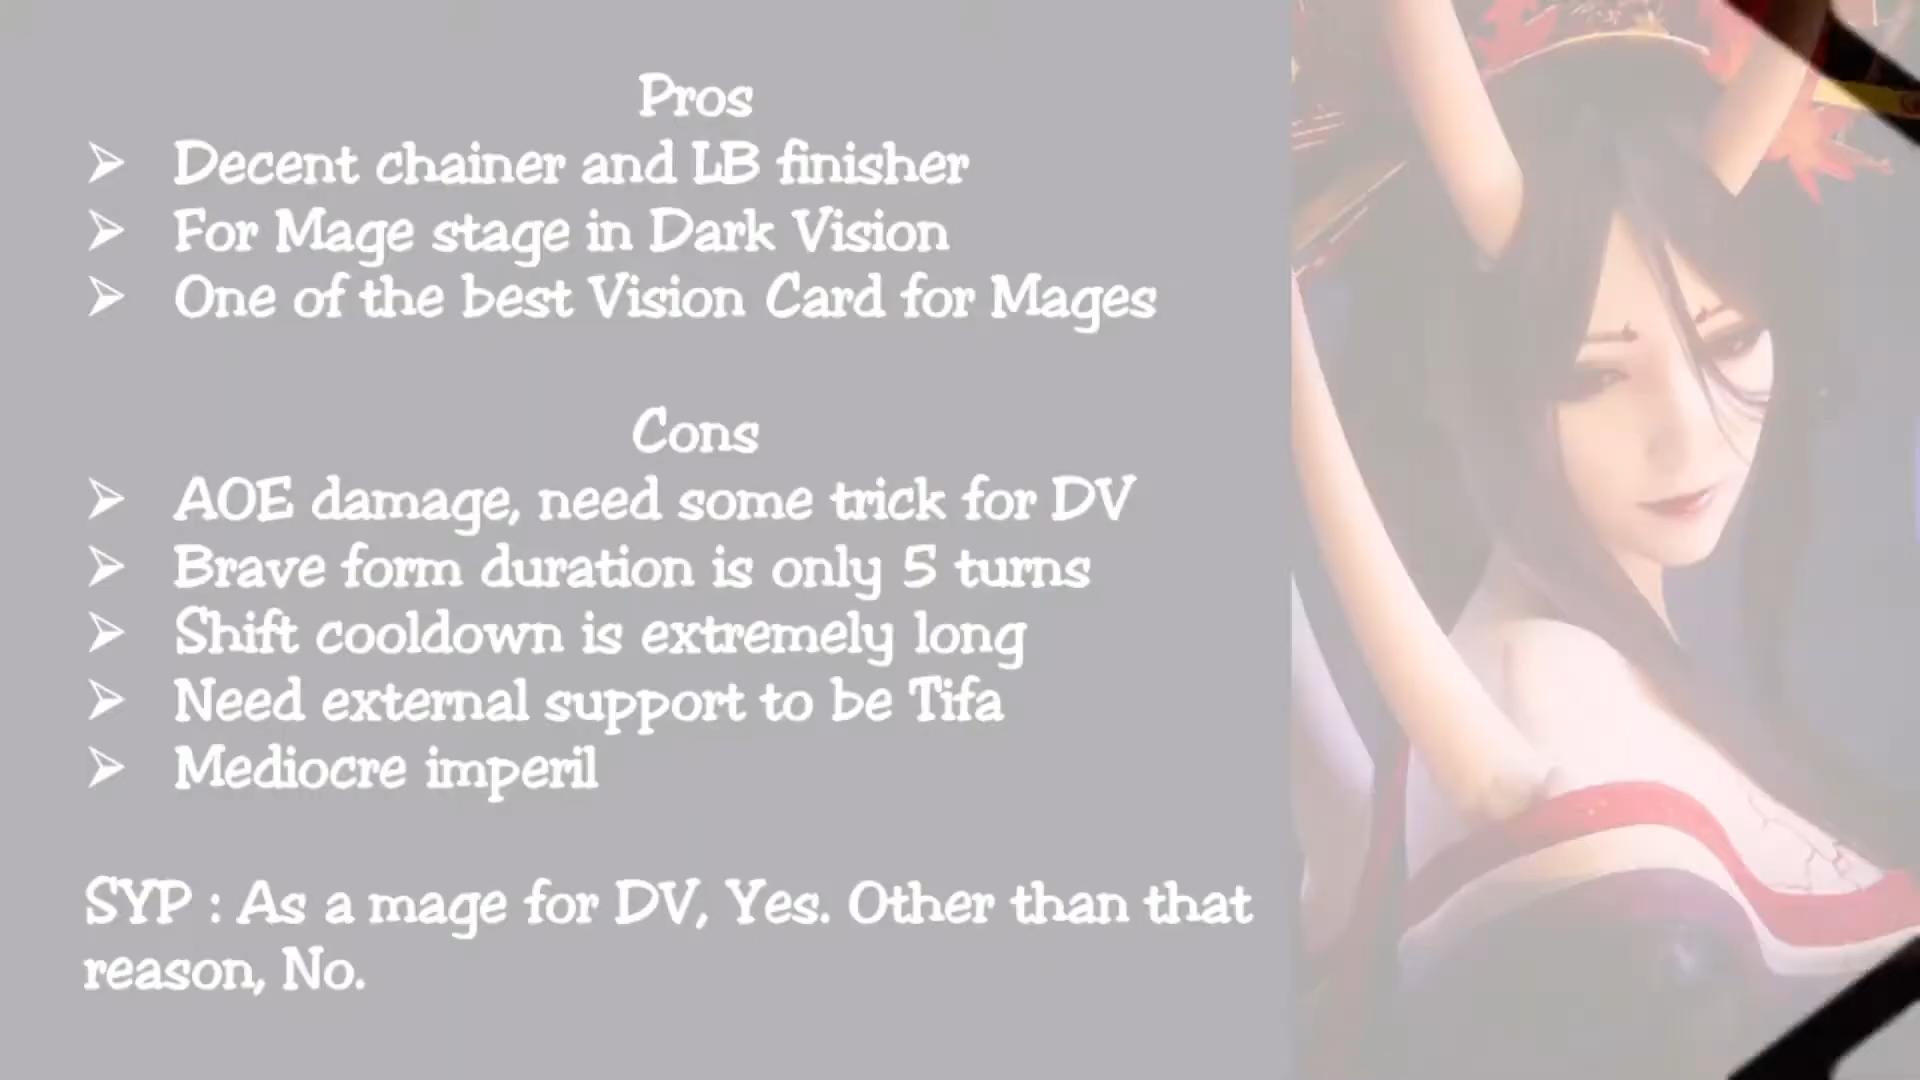 Pros
➢ Decent chainer and LB finisher
➢ For Mage stage in Dark Vision
➢ One of the best Vision Card for Mages
Cons
➢ AOE damage, need some trick for DV
➢ Brave form duration is only 5 turns
➢ Shift cooldown is extremely long
➢ Need external support to be Tifa
➢ Mediocre imperil
SYP : As a mage for DV, Yes. Other than that
reason, No.